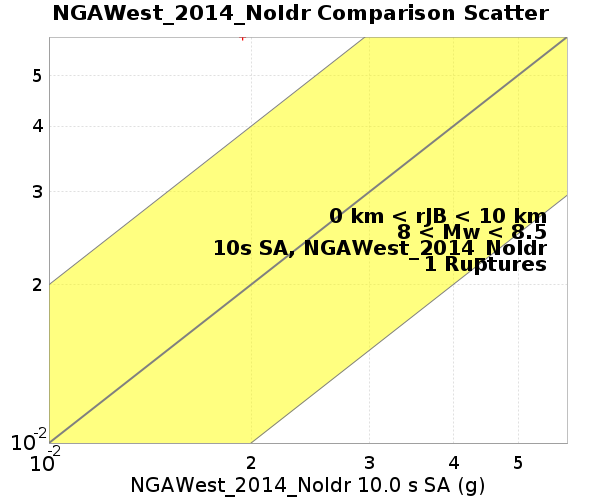 NGAWest_2014_NoIdr Comparison Scatter
5
4
3
0 km < rJB < 10 km
8 < Mw < 8.5
10s SA, NGAWest_2014_NoIdr
1 Ruptures
2
10-2
10-2
2
3
4
5
NGAWest_2014_NoIdr 10.0 s SA (g)